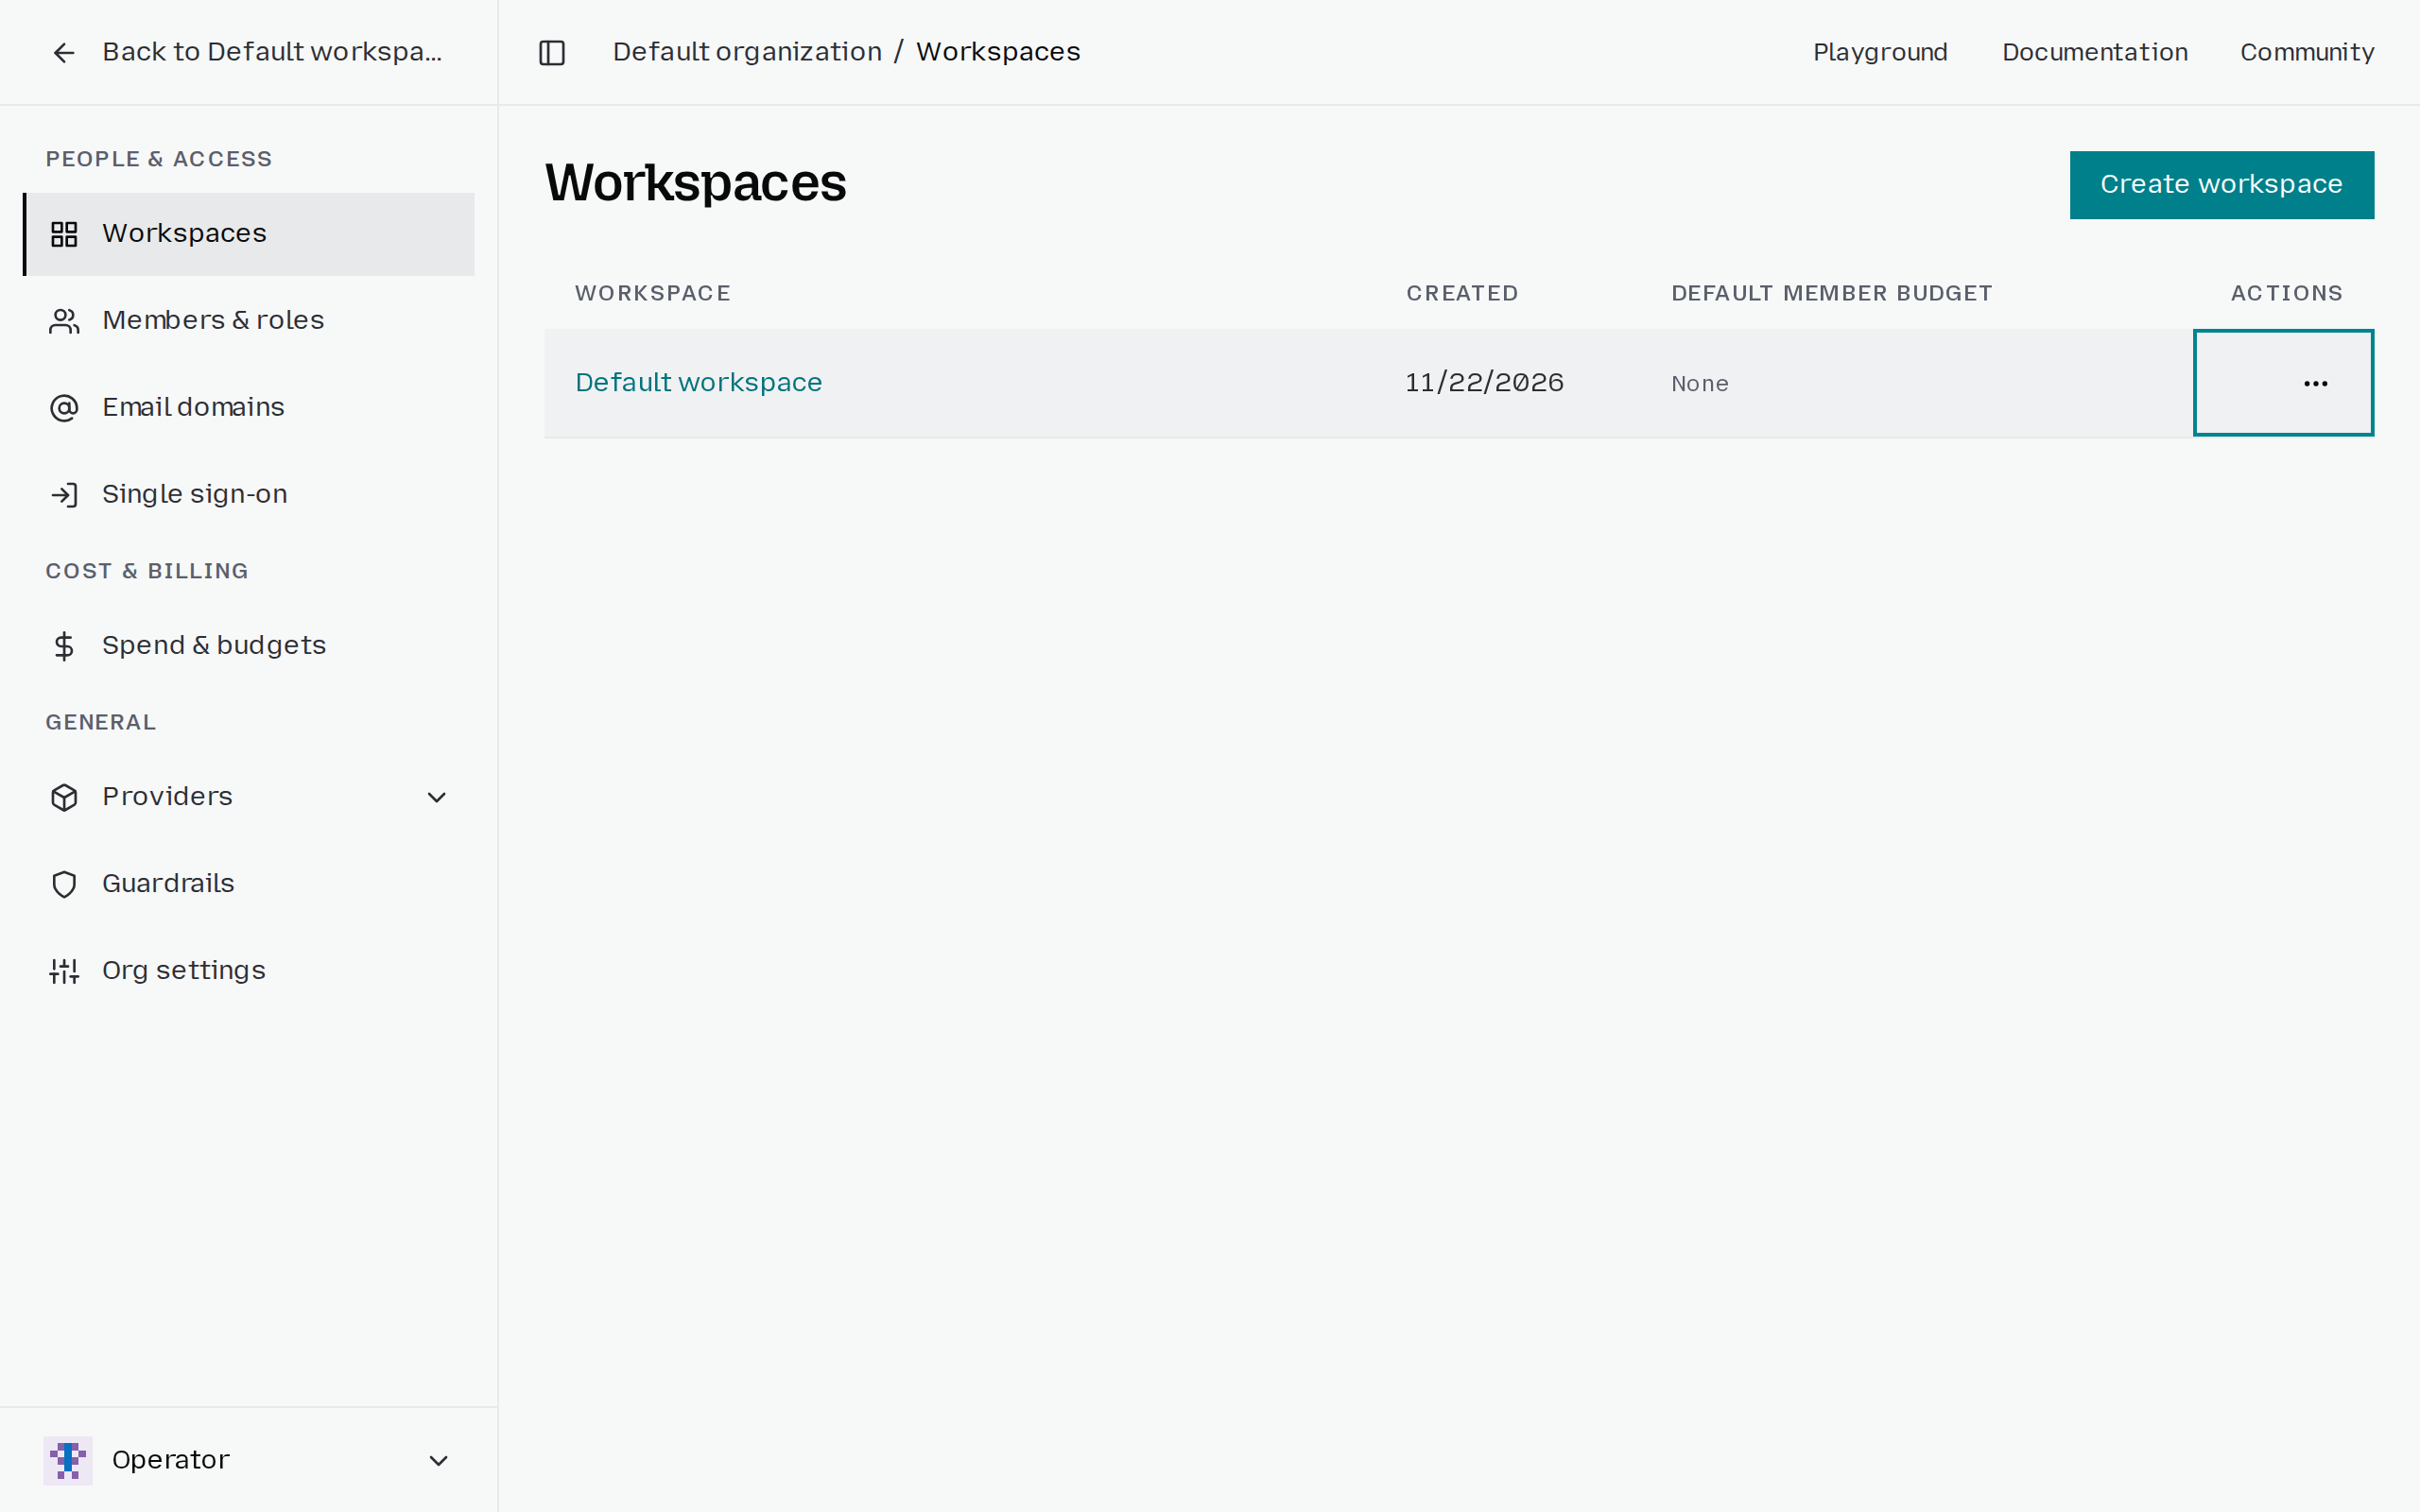 Back to Default workspa...
Default organization / Workspaces
Playground
Documentation
Community
PEOPLE & ACCESS
Workspaces
Members & roles
Email domains
Single sign-on
COST & BILLING
Spend & budgets
GENERAL
Providers
Guardrails
Org settings
Operator
Workspaces
Create workspace
WORKSPACE CREATED DEFAULT MEMBER BUDGET ACTIONS
Default workspace 11/22/2026 None